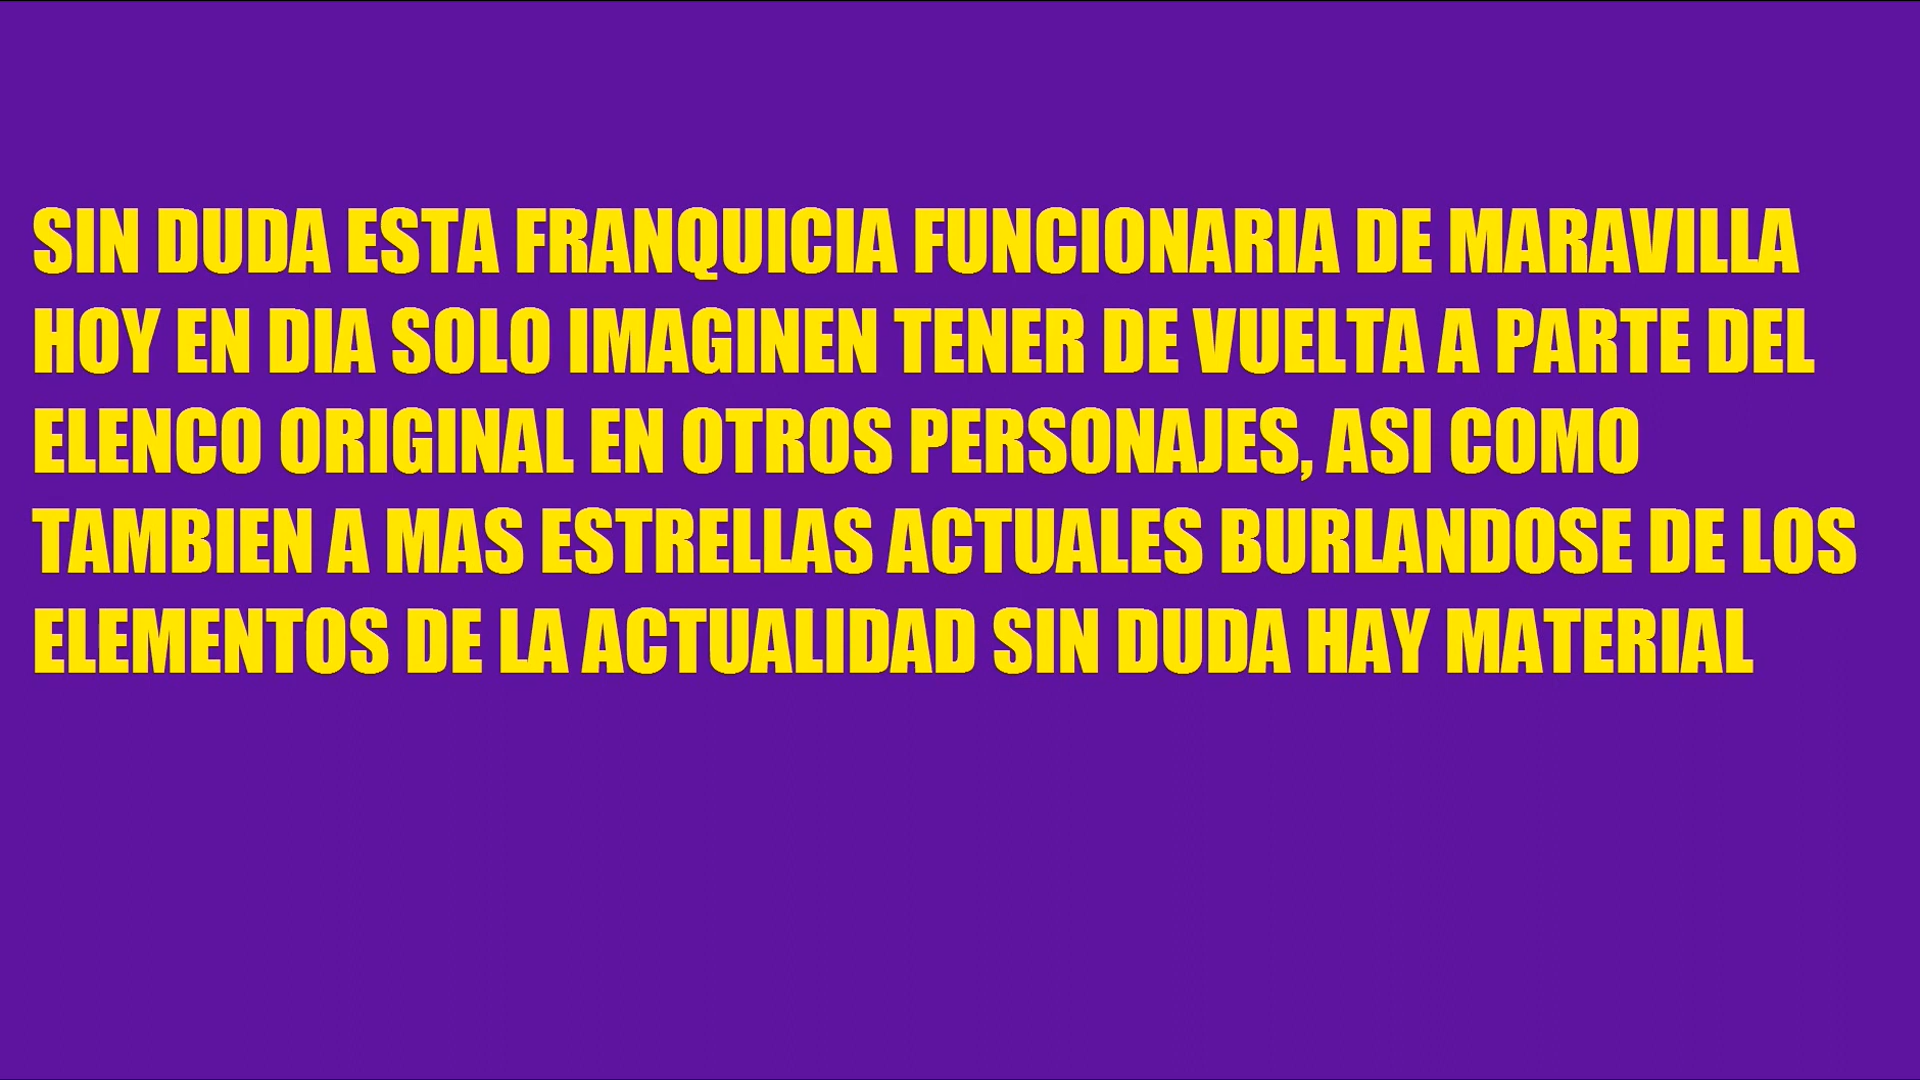 SIN DUDA ESTA FRANQUICIA FUNCIONARIA DE MARAVILLA
HOY EN DIA SOLO IMAGINEN TENER DE VUELTA A PARTE DEL
ELENCO ORIGINAL EN OTROS PERSONAJES, ASI COMO
TAMBIEN A MAS ESTRELLAS ACTUALES BURLANDOSE DE LOS
ELEMENTOS DE LA ACTUALIDAD SIN DUDA HAY MATERIAL